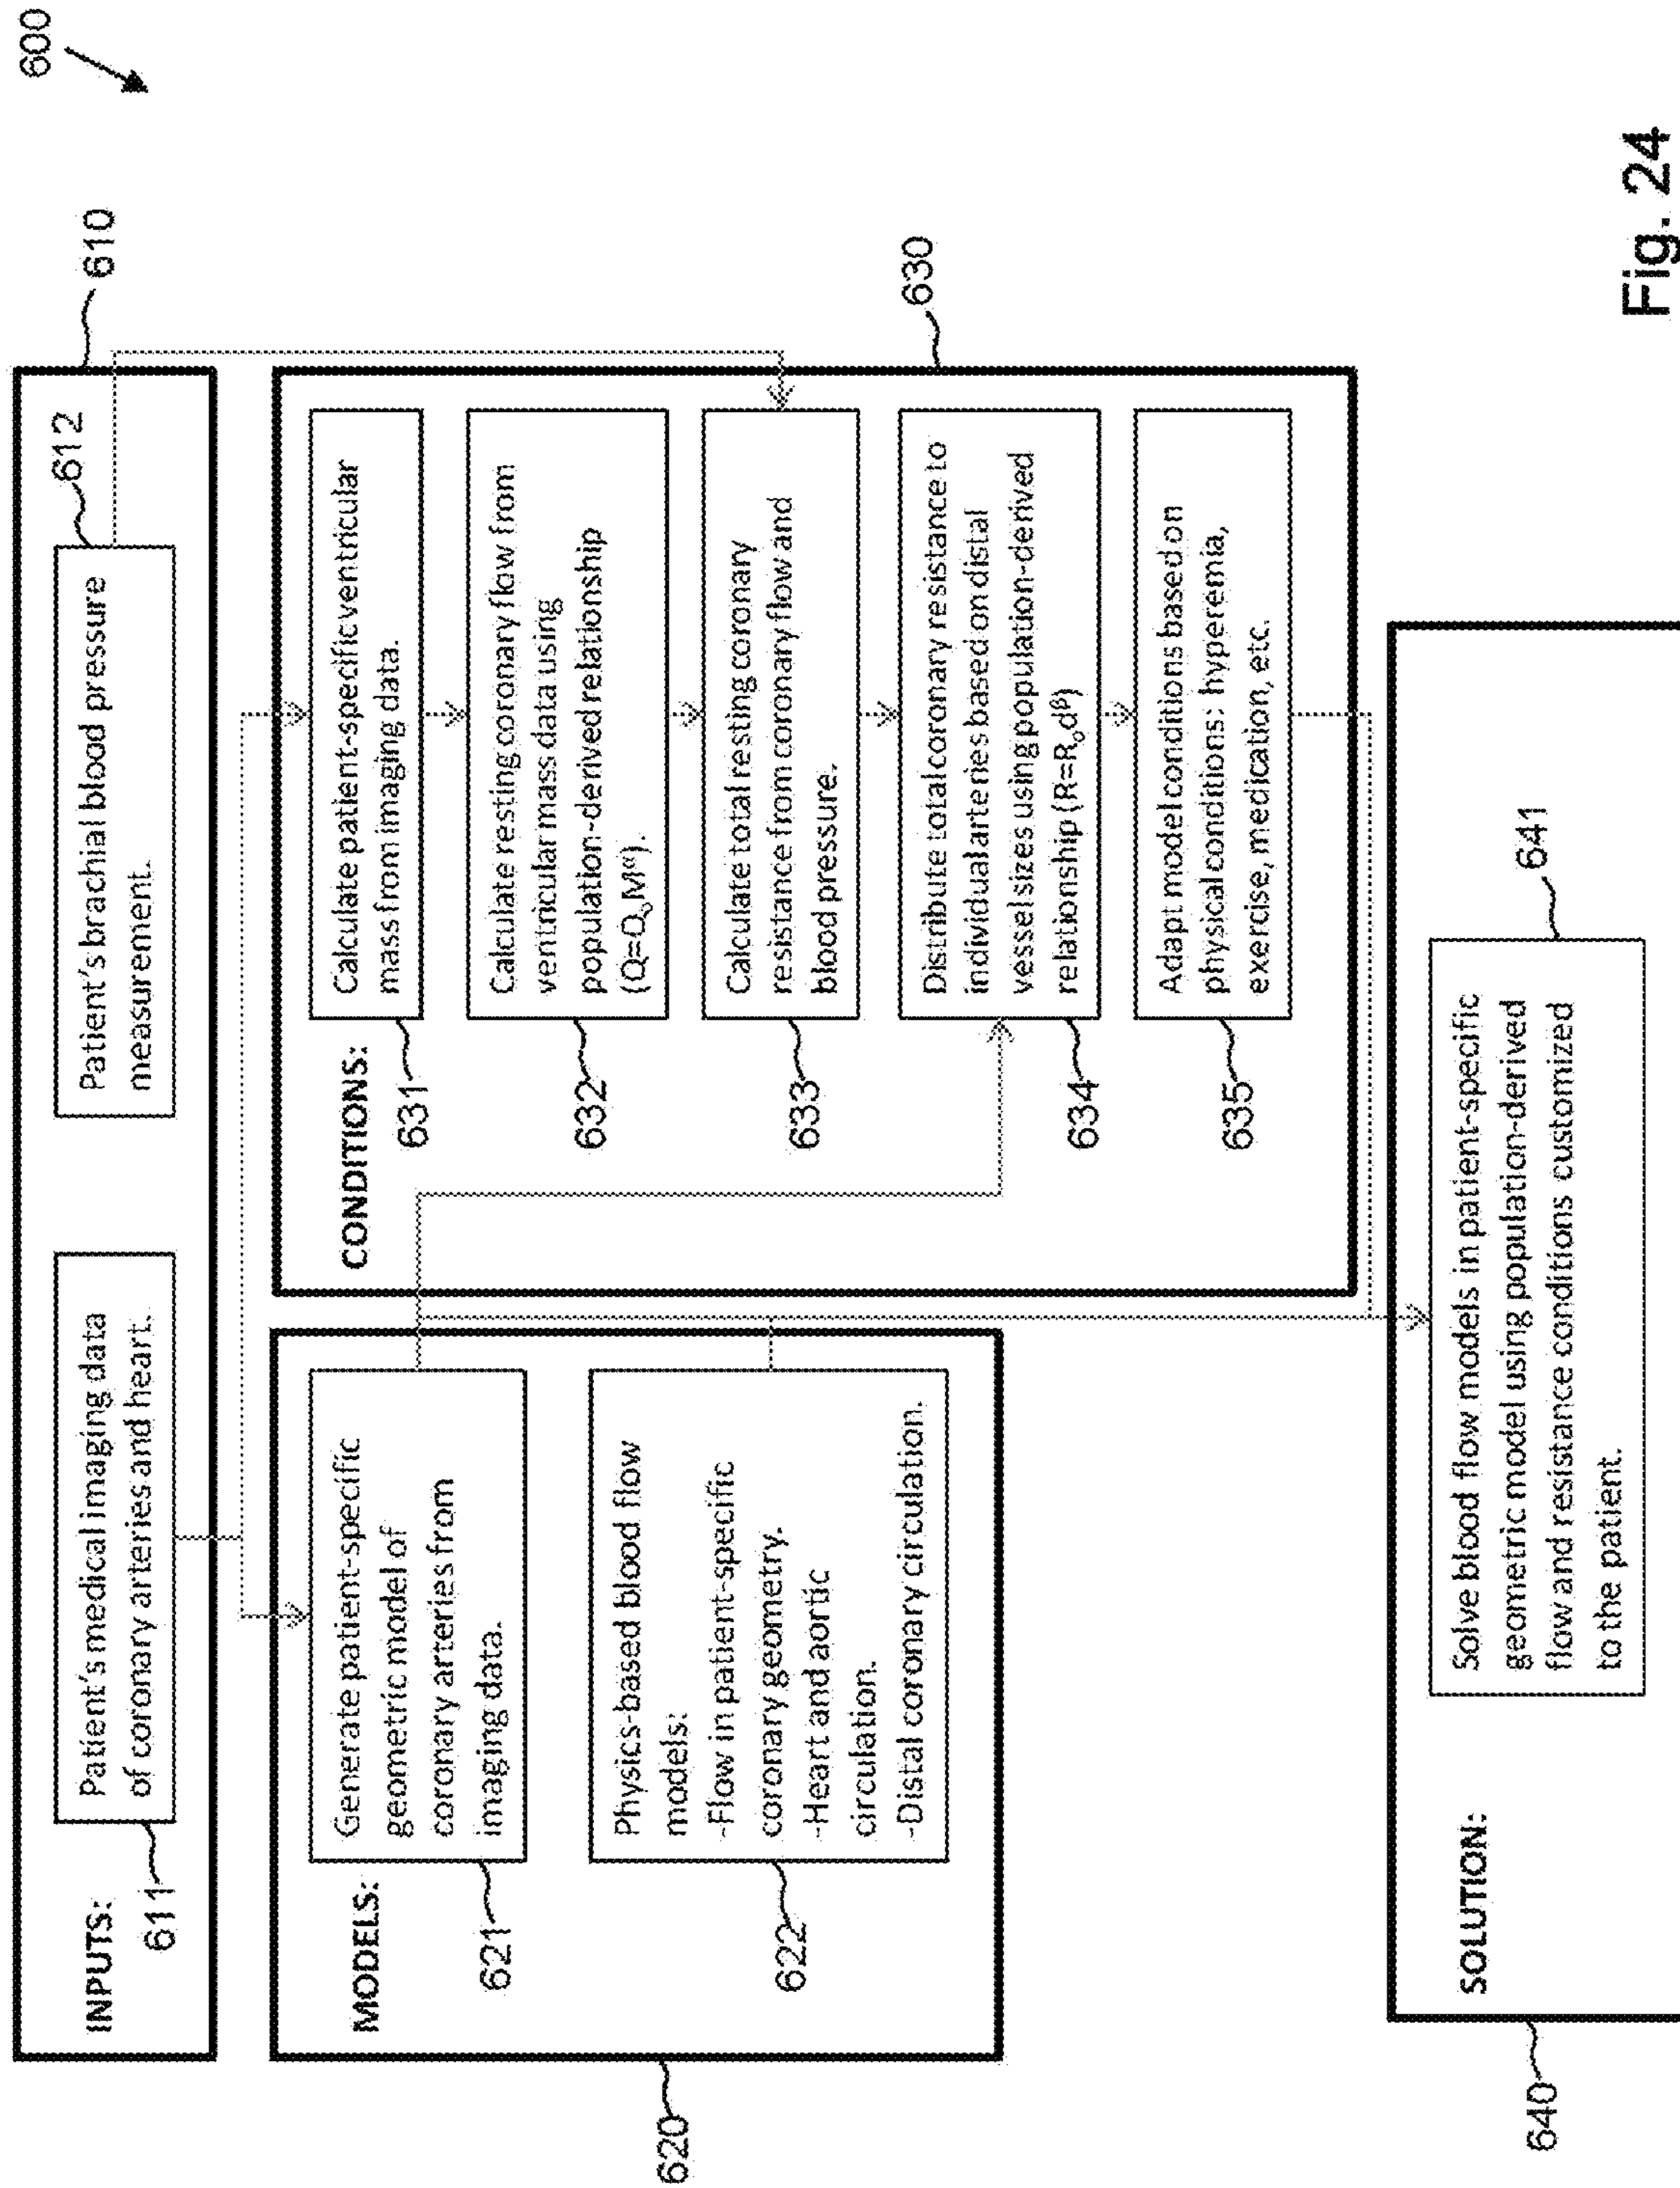 600
INPUTS:
610
611
Patient's medical imaging data
of coronary arteries and heart.
612
Patient's brachial blood pressure
measurement.
MODELS:
620
621
Generate patient-specific
geometric model of
coronary arteries from
imaging data.
622
Physics-based blood flow
models:
-Flow in patient-specific
coronary geometry.
-Heart and aortic
circulation.
-Distal coronary circulation.
CONDITIONS:
630
631
Calculate patient-specific ventricular
mass from imaging data.
632
Calculate resting coronary flow from
ventricular mass data using
population-derived relationship
(Q=Q₀Mᵅ).
633
Calculate total resting coronary
resistance from coronary flow and
blood pressure.
634
Distribute total coronary resistance to
individual arteries based on distal
vessel sizes using population-derived
relationship (R=R₀dᵝ)
635
Adapt model conditions based on
physical conditions: hyperemia,
exercise, medication, etc.
SOLUTION:
640
641
Solve blood flow models in patient-specific
geometric model using population-derived
flow and resistance conditions customized
to the patient.
Fig. 24